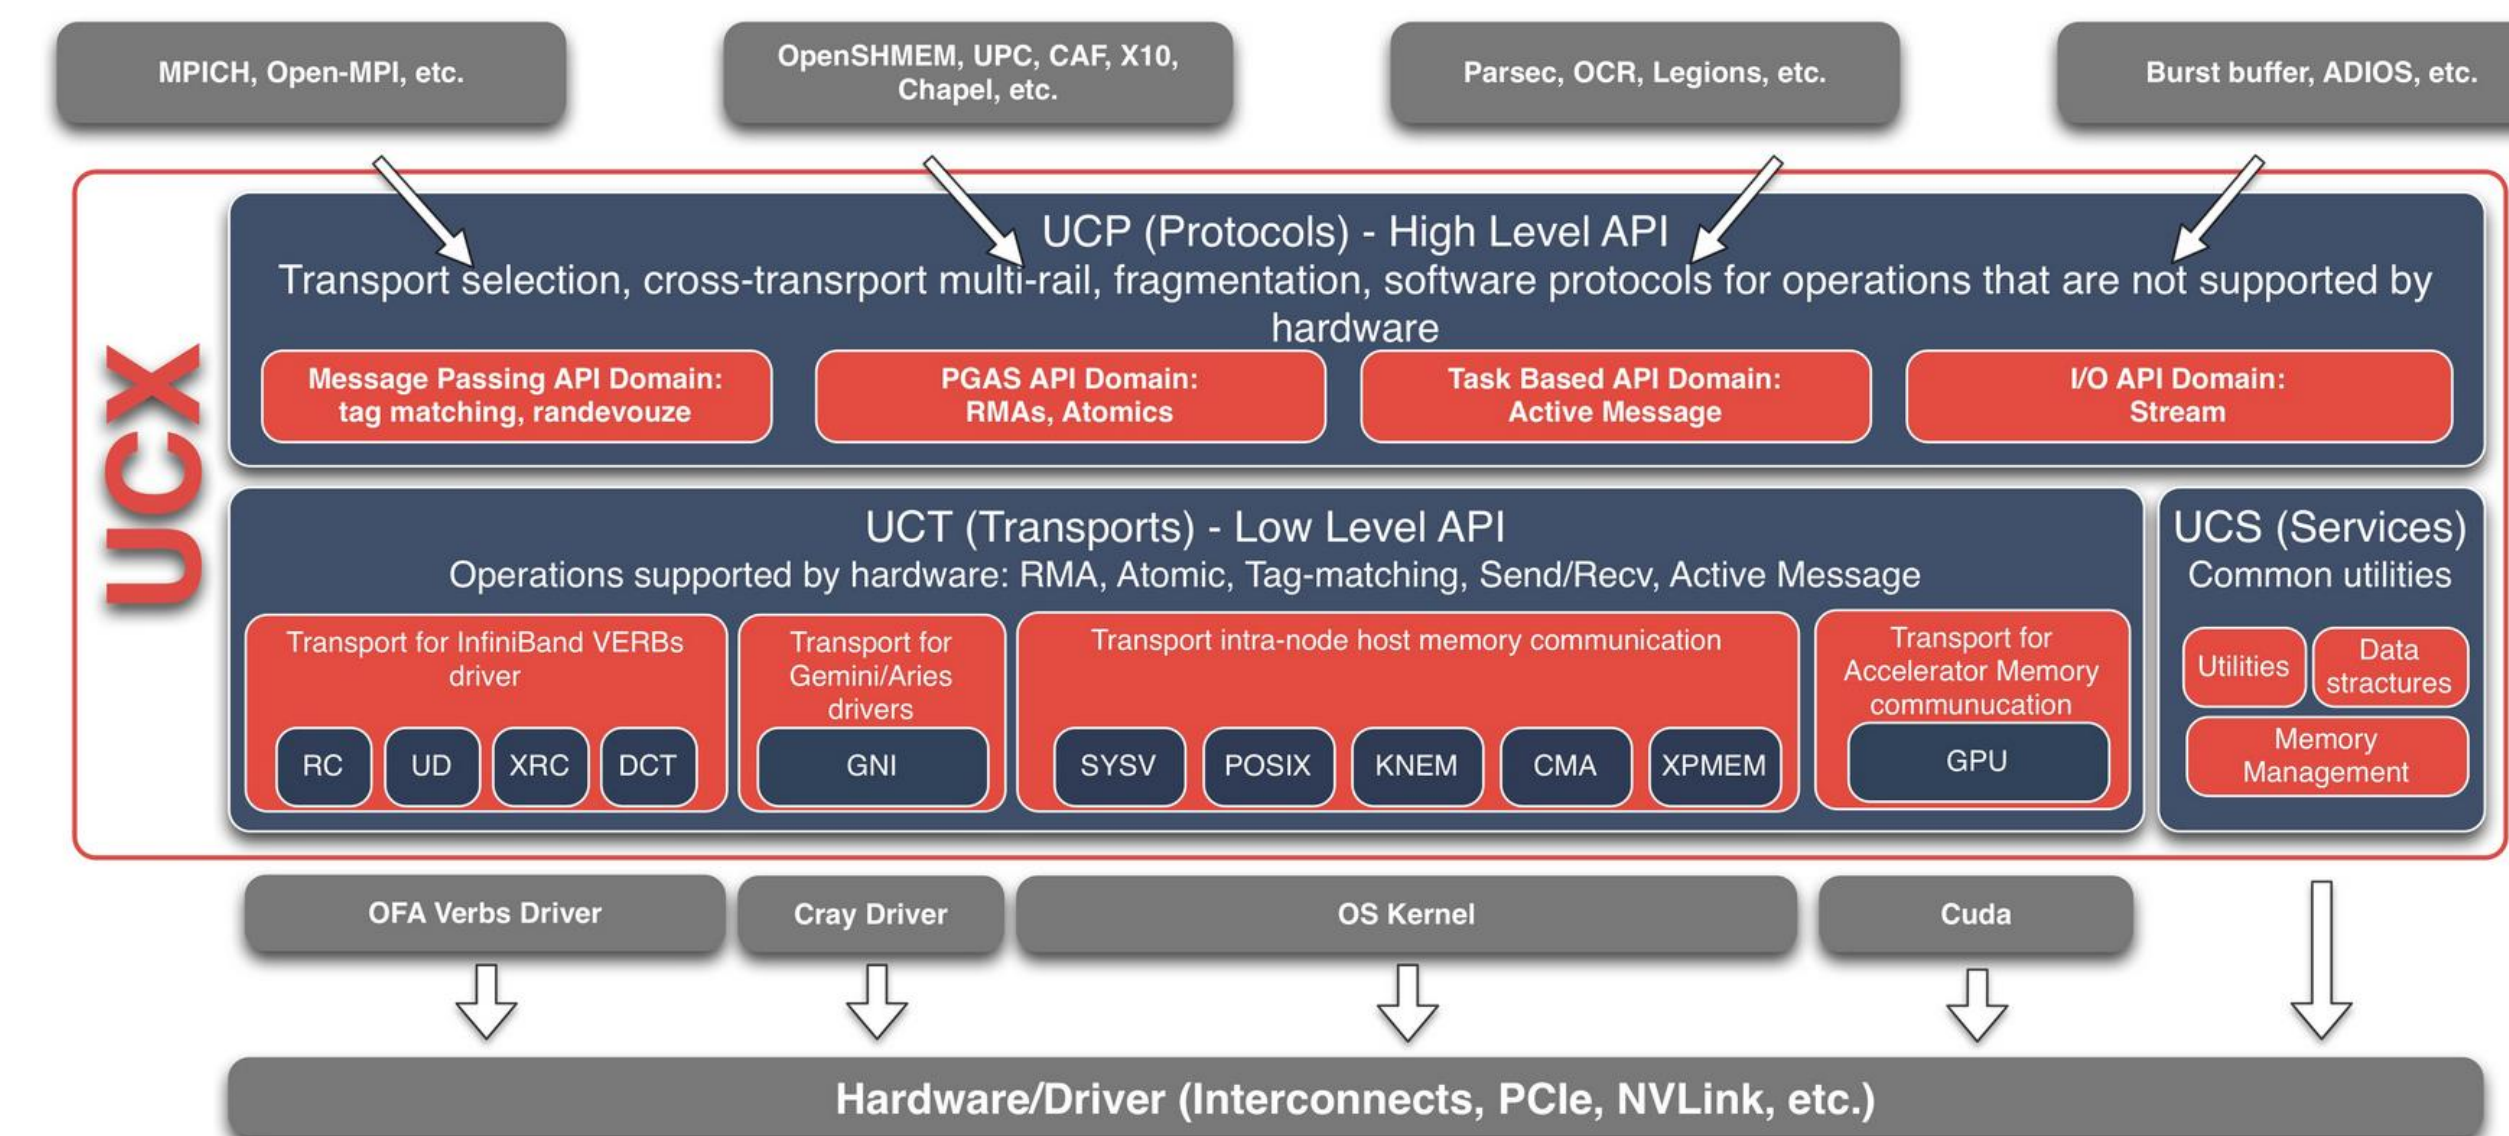 MPICH, Open-MPI, etc.
OpenSHMEM, UPC, CAF, X10,
Chapel, etc.
Parsec, OCR, Legions, etc.
Burst buffer, ADIOS, etc.
UCX
UCP (Protocols) - High Level API
Transport selection, cross-transrport multi-rail, fragmentation, software protocols for operations that are not supported by
hardware
Message Passing API Domain:
tag matching, randevouze
PGAS API Domain:
RMAs, Atomics
Task Based API Domain:
Active Message
I/O API Domain:
Stream
UCT (Transports) - Low Level API
Operations supported by hardware: RMA, Atomic, Tag-matching, Send/Recv, Active Message
Transport for InfiniBand VERBs
driver
RC
UD
XRC
DCT
Transport for
Gemini/Aries
drivers
GNI
Transport intra-node host memory communication
SYSV
POSIX
KNEM
CMA
XPMEM
Transport for
Accelerator Memory
communucation
GPU
UCS (Services)
Common utilities
Utilities
Data
stractures
Memory
Management
OFA Verbs Driver
Cray Driver
OS Kernel
Cuda
Hardware/Driver (Interconnects, PCIe, NVLink, etc.)